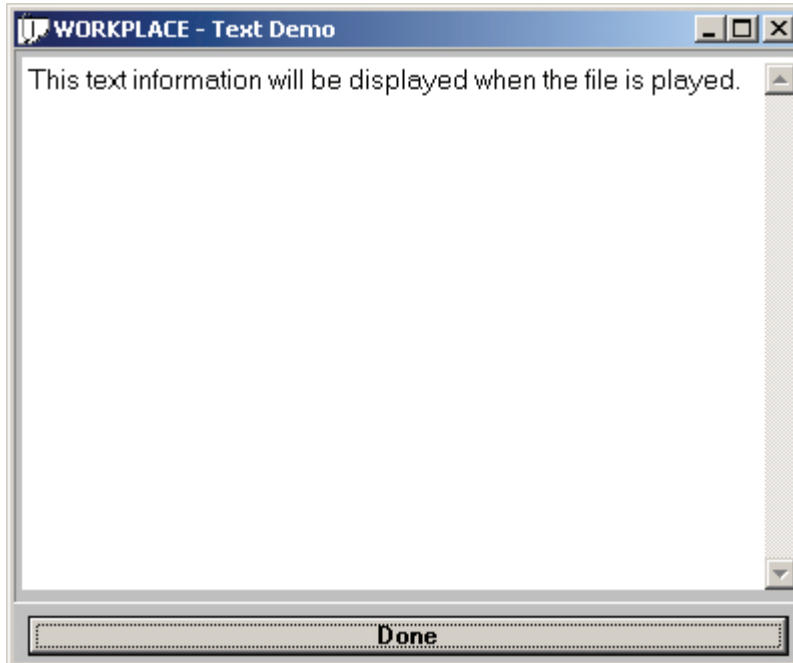 WORKPLACE - Text Demo
This text information will be displayed when the file is played.
Done